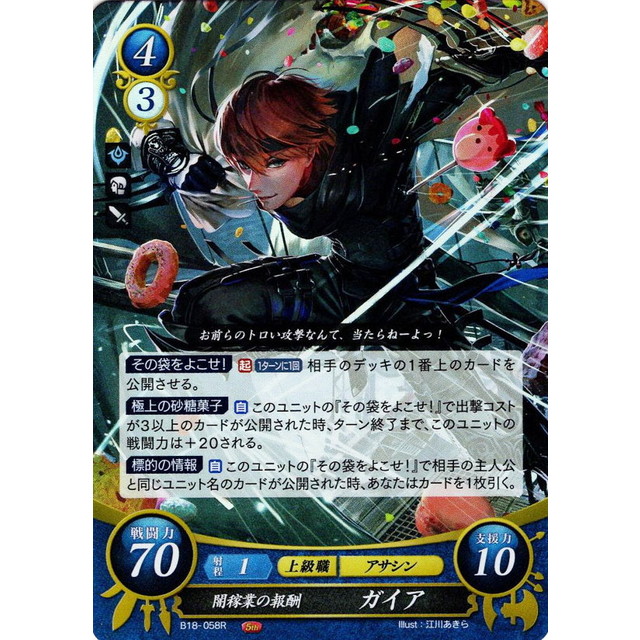 4
3
お前らのトロい攻撃なんて、当たらねーよっ！
その袋をよこせ！ 起 1ターンに1回 相手のデッキの1番上のカードを
公開させる。
極上の砂糖菓子 自 このユニットの『その袋をよこせ！』で出撃コスト
が3以上のカードが公開された時、ターン終了まで、このユニットの
戦闘力は＋20される。
標的の情報 自 このユニットの『その袋をよこせ！』で相手の主人公
と同じユニット名のカードが公開された時、あなたはカードを1枚引く。
戦闘力
70
射程 1 上級職 アサシン
支援力
10
闇稼業の報酬 ガイア
B18-058R 5th Illust：江川あきら